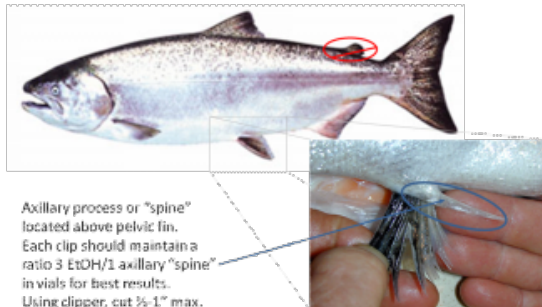 Axillary process or "spine"
located above pelvic fin.
Each clip should maintain a
ratio 3 EtOH/1 axillary "spine"
in vials for best results.
Using clipper, cut ½-1" max.